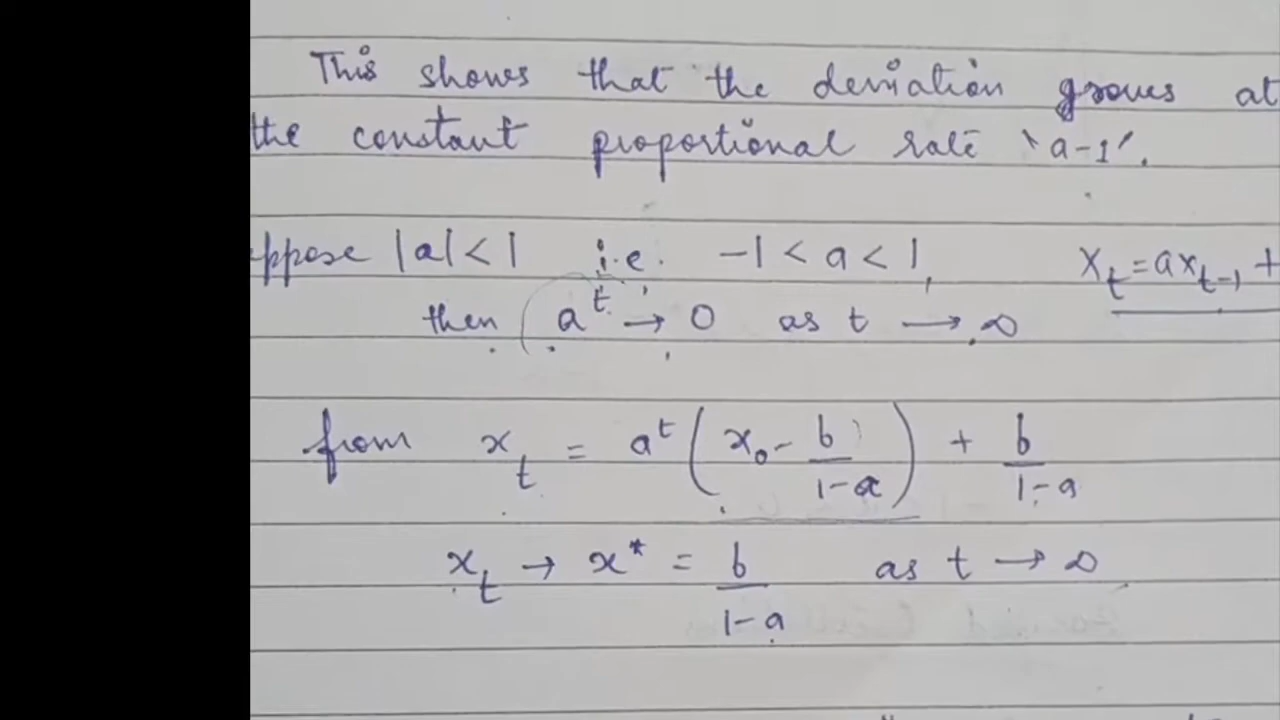 This shows that the deviation grows at
the constant proportional rate 'a-1'.
ppose |a| < 1 i.e. -1 < a < 1, x_t = ax_{t-1} +
then a^t → 0 as t → ∞
from x_t = a^t (x_0 - b/(1-a)) + b/(1-a)
x_t → x* = b/(1-a) as t → ∞